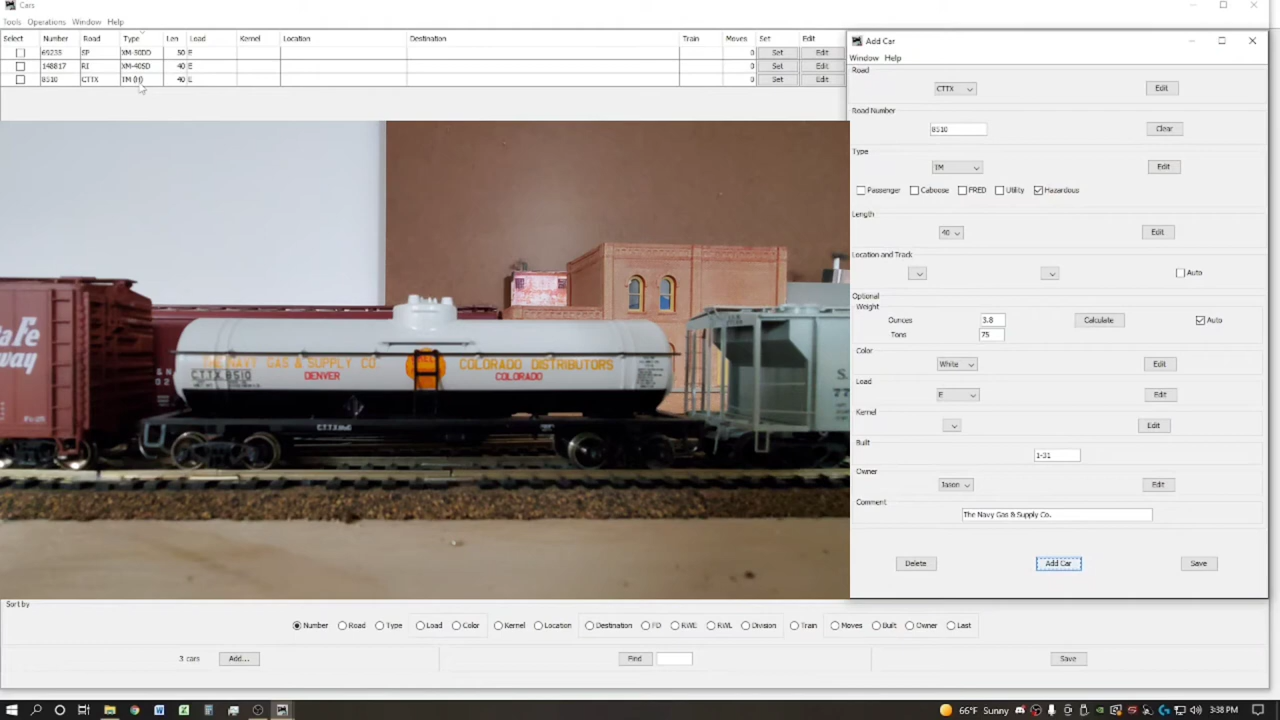 Cars
Tools Operations Window Help
Select Number Road Type Len Load Kernel Location Destination Train Moves Set Edit
69235 SP XM-50DD 50 E 0 Set Edit
148817 RI XM-40SD 40 E 0 Set Edit
8510 CTTX TM (H) 40 E 0 Set Edit
Add Car
Window Help
Road
CTTX Edit
Road Number
8510 Clear
Type
TM Edit
Passenger Caboose FRED Utility Hazardous
Length
40 Edit
Location and Track
Auto
Optional
Weight
Ounces 3.8 Calculate Auto
Tons 75
Color
White Edit
Load
E Edit
Kernel
Edit
Built
1-31
Owner
Jason Edit
Comment
The Navy Gas & Supply Co.
Delete Add Car Save
THE NAVY GAS & SUPPLY CO. COLORADO DISTRIBUTORS
DENVER COLORADO
CTTX 8510
Sort by
Number Road Type Load Color Kernel Location Destination FD RWE RWL Division Train Moves Built Owner Last
3 cars Add... Find Save
66°F Sunny 3:38 PM